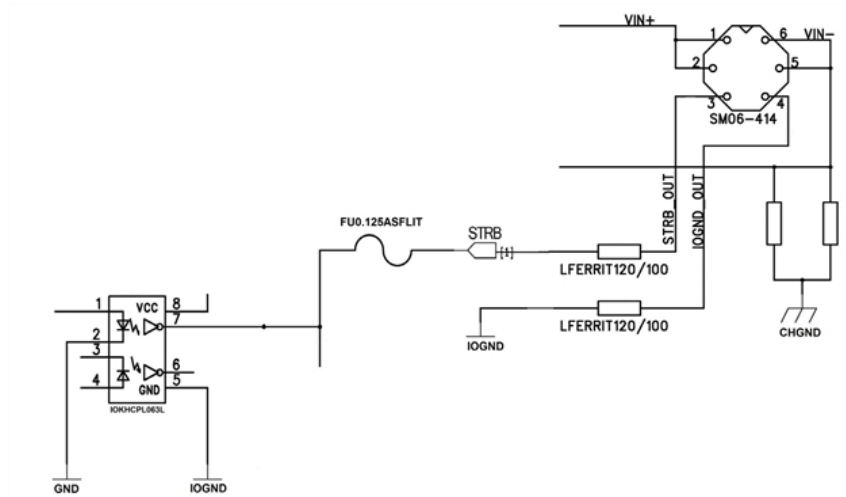 VIN+
1
6
VIN-
2
5
3
4
SM06-414
STRB_OUT
IOGND_OUT
FU0.125ASFLIT
STRB
[1]
LFERRIT120/100
LFERRIT120/100
IOGND
CHGND
1
VCC
8
7
2
3
6
4
GND
5
IOKHCPL063L
GND
IOGND